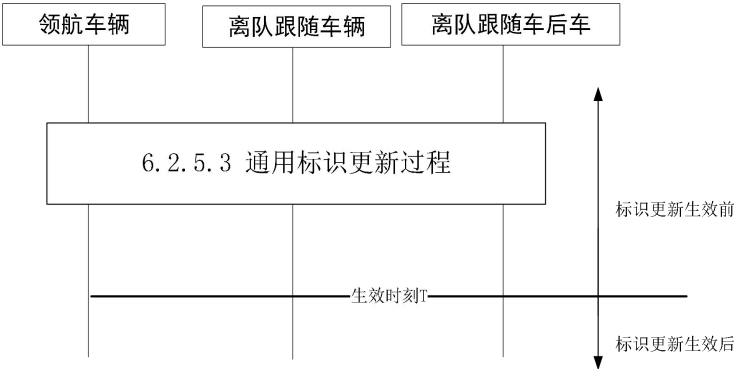 领航车辆
离队跟随车辆
离队跟随车后车
6.2.5.3 通用标识更新过程
标识更新生效前
生效时刻T
标识更新生效后